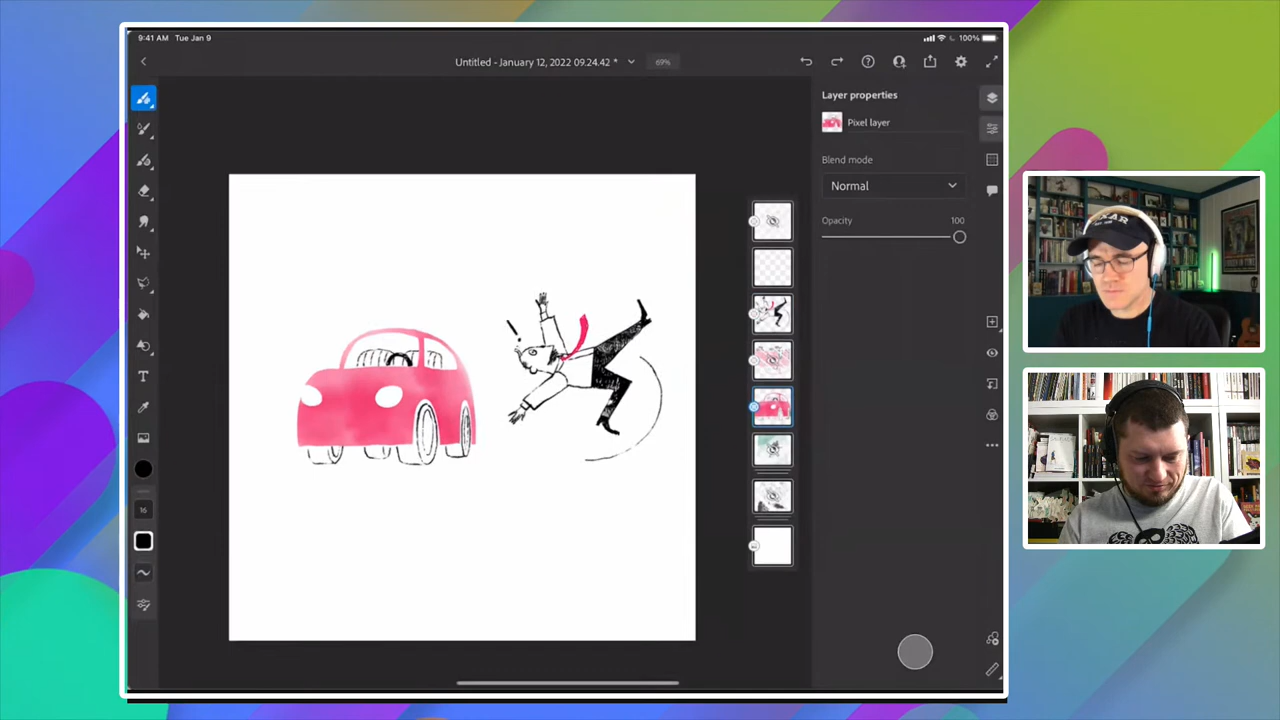 9:41 AM Tue Jan 9
100%
Untitled - January 12, 2022 09.24.42 *
69%
Layer properties
Pixel layer
Blend mode
Normal
Opacity
100
16
T